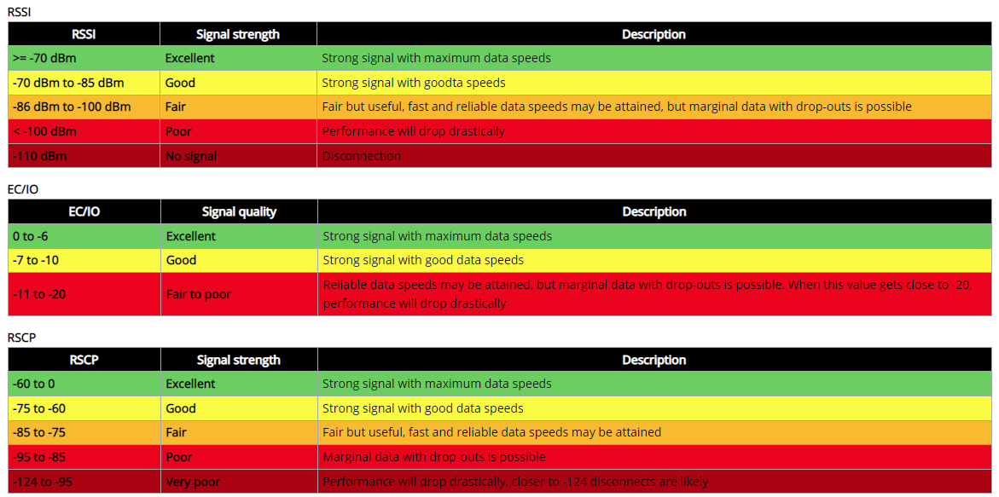 RSSI
RSSI Signal strength Description
>= -70 dBm Excellent Strong signal with maximum data speeds
-70 dBm to -85 dBm Good Strong signal with goodta speeds
-86 dBm to -100 dBm Fair Fair but useful, fast and reliable data speeds may be attained, but marginal data with drop-outs is possible
< -100 dBm Poor Performance will drop drastically
-110 dBm No signal Disconnection
EC/IO
EC/IO Signal quality Description
0 to -6 Excellent Strong signal with maximum data speeds
-7 to -10 Good Strong signal with good data speeds
-11 to -20 Fair to poor Reliable data speeds may be attained, but marginal data with drop-outs is possible. When this value gets close to -20,
performance will drop drastically
RSCP
RSCP Signal strength Description
-60 to 0 Excellent Strong signal with maximum data speeds
-75 to -60 Good Strong signal with good data speeds
-85 to -75 Fair Fair but useful, fast and reliable data speeds may be attained
-95 to -85 Poor Marginal data with drop-outs is possible
-124 to -95 Very poor Performance will drop drastically, closer to -124 disconnects are likely